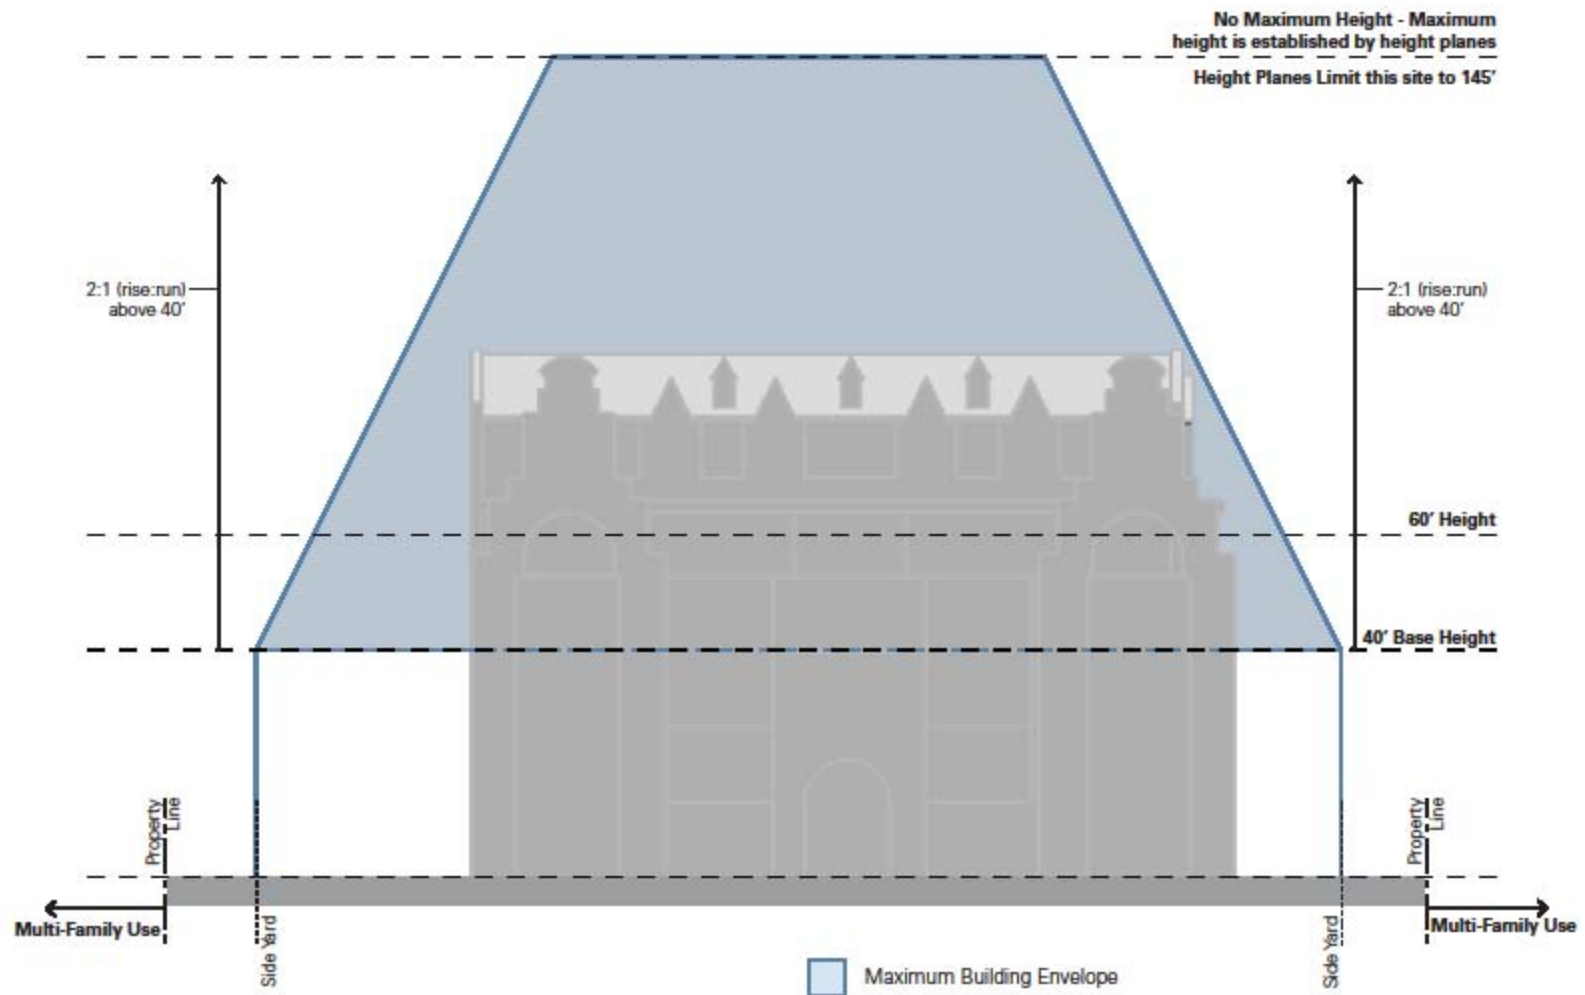 No Maximum Height - Maximum
height is established by height planes
Height Planes Limit this site to 145'
2:1 (rise:run)
above 40'
2:1 (rise:run)
above 40'
60' Height
40' Base Height
Property
Line
Property
Line
Multi-Family Use
Side Yard
Side Yard
Multi-Family Use
Maximum Building Envelope